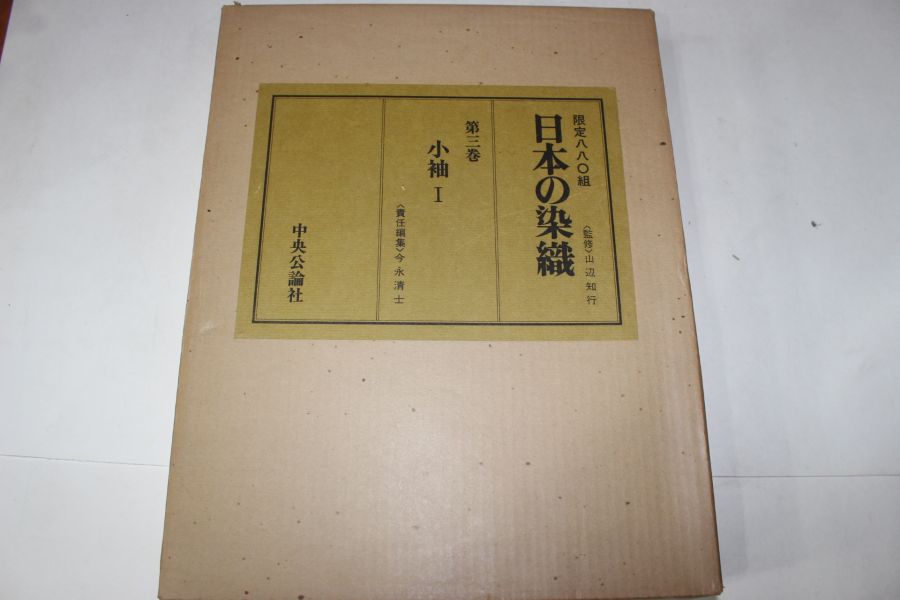 限定八八〇組
日本の染織
〈監修〉山辺知行
第三巻
小袖 I
〈責任編集〉今永清士
中央公論社